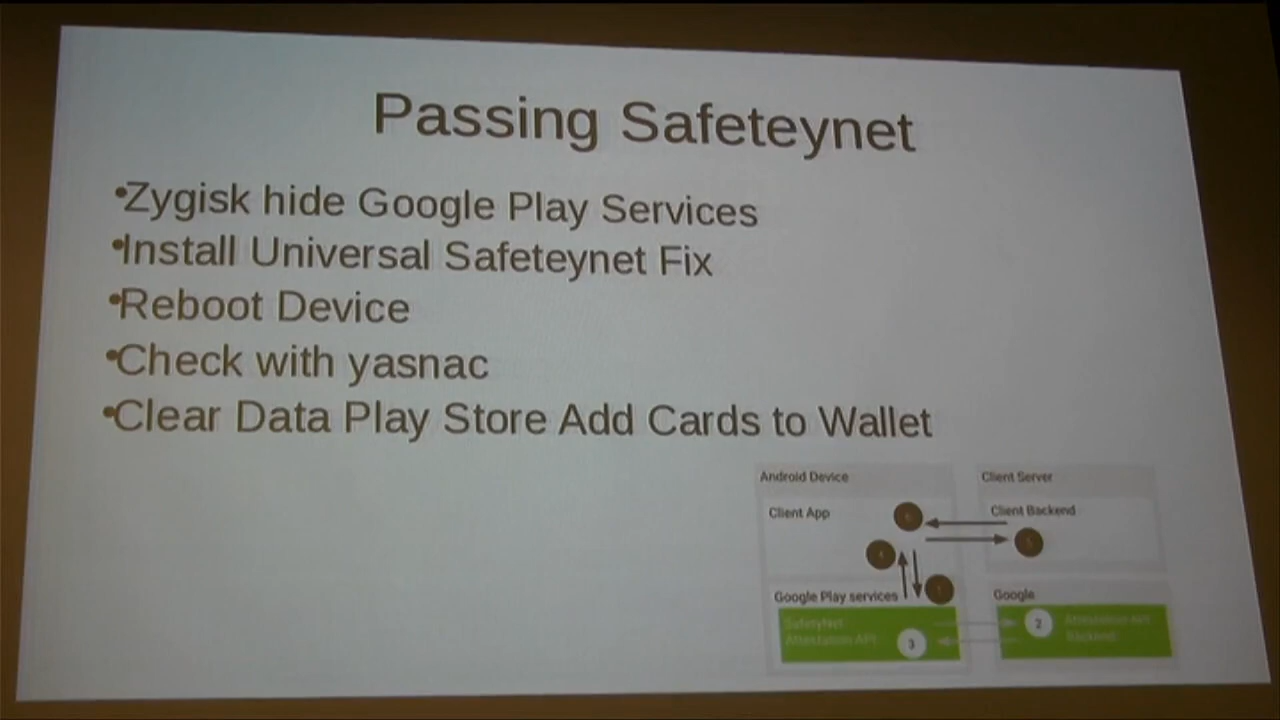 Passing Safeteynet
•Zygisk hide Google Play Services
•Install Universal Safeteynet Fix
•Reboot Device
•Check with yasnac
•Clear Data Play Store Add Cards to Wallet
Android Device
Client Server
Client App
Client Backend
Google Play services
Google
SafetyNet
Attestation API
3
2
Attestation API
Backend